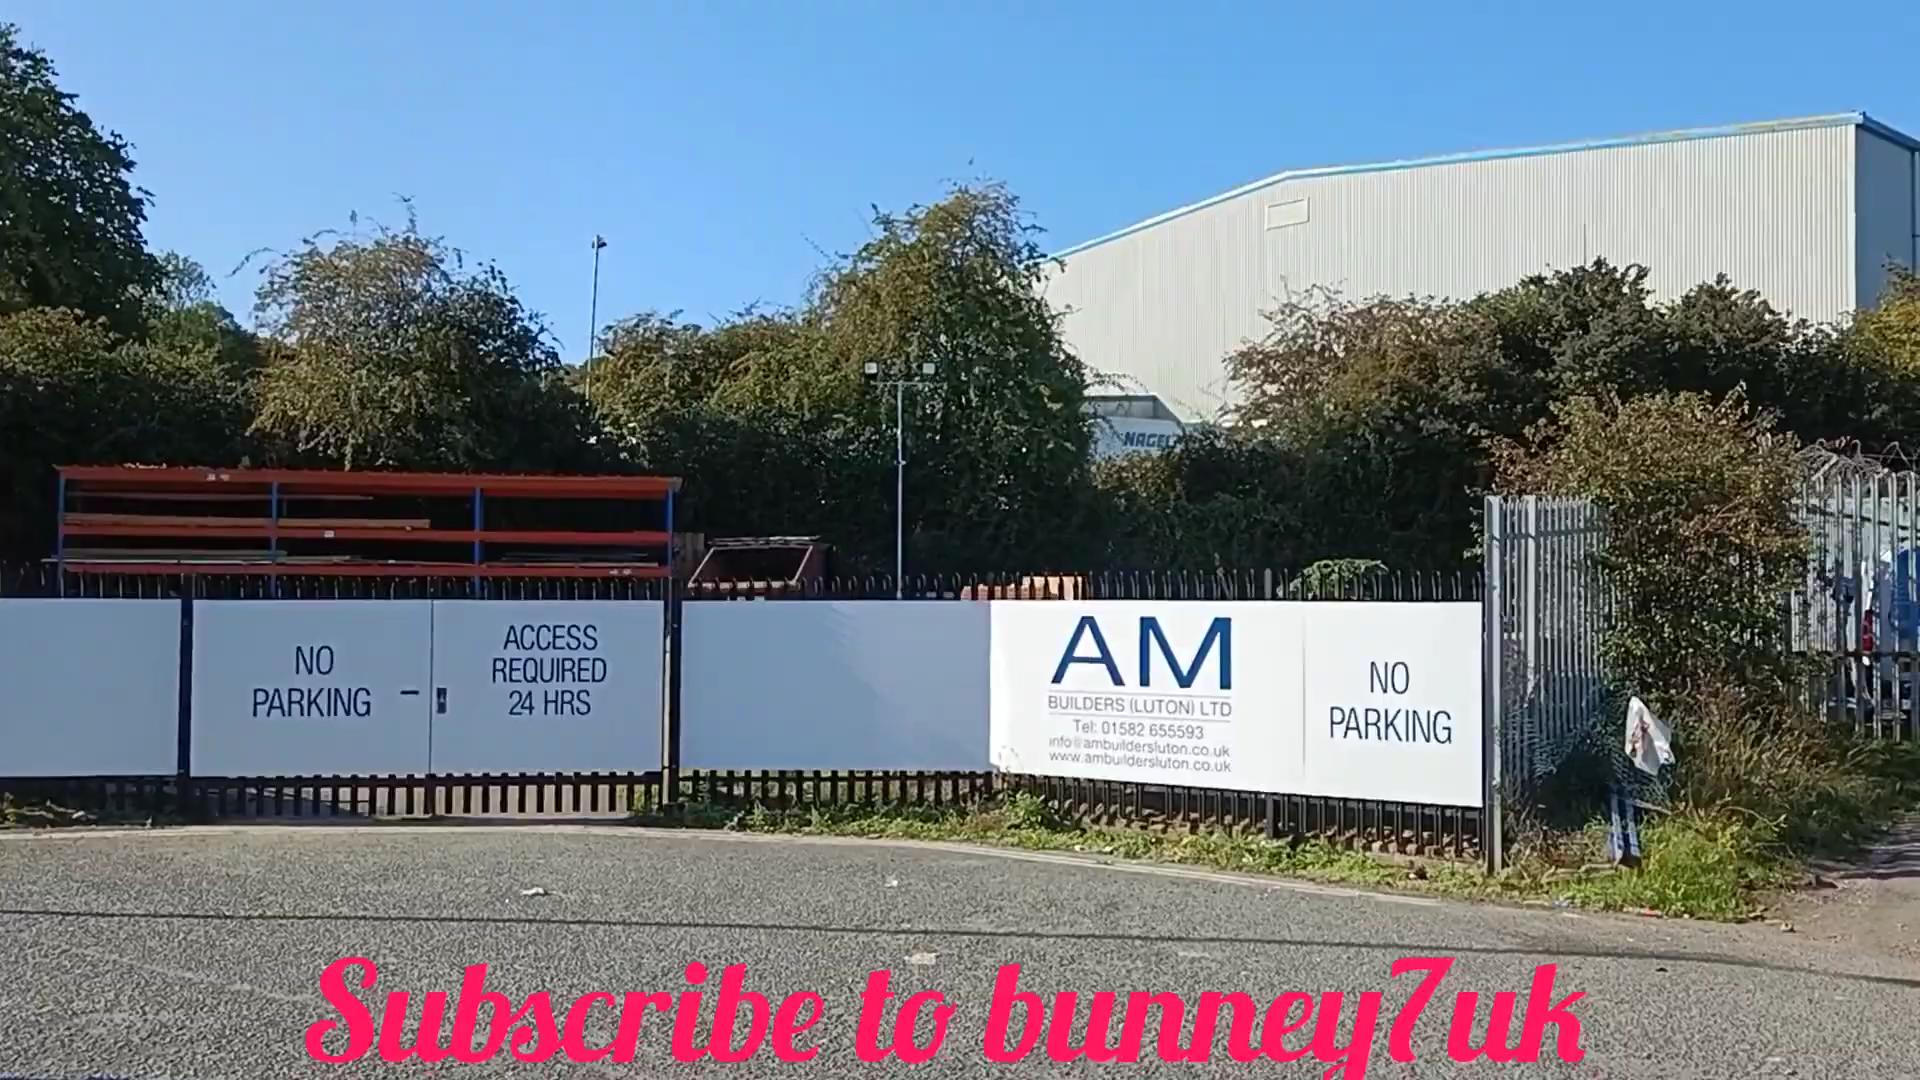 NAGEL
NO
PARKING
ACCESS
REQUIRED
24 HRS
AM
BUILDERS (LUTON) LTD
Tel: 01582 655593
info@ambuildersluton.co.uk
www.ambuildersluton.co.uk
NO
PARKING
Subscribe to bunney7uk